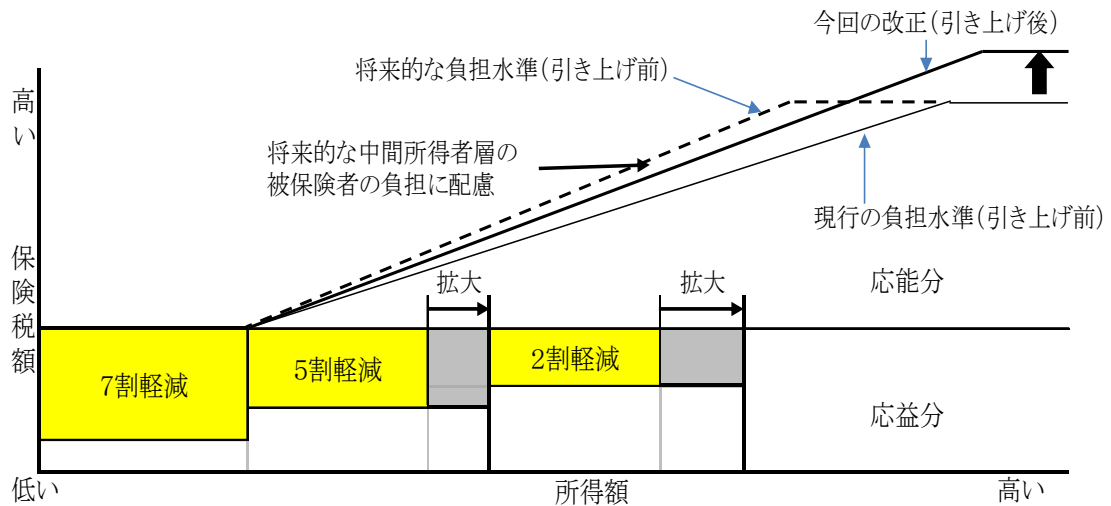 今回の改正(引き上げ後)
将来的な負担水準(引き上げ前)
高い
将来的な中間所得者層の
被保険者の負担に配慮
現行の負担水準(引き上げ前)
保険税額
拡大
拡大
応能分
7割軽減
5割軽減
2割軽減
応益分
低い
所得額
高い